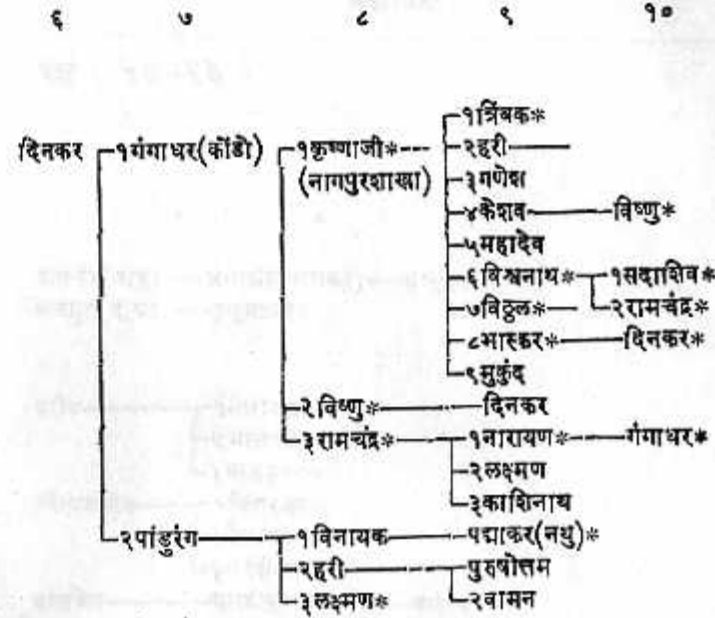 ६ ७ ८ ९ १०
१त्रिंबक*
दिनकर १गंगाधर(कोंडो) १कृष्णाजी* २हरी
(नागपुरशाखा) ३गणेश
४केशव विष्णु*
५महादेव
६विश्वनाथ* १सदाशिव*
७विठ्ठल* २रामचंद्र*
८भास्कर* दिनकर*
९मुकुंद
२विष्णु* दिनकर
३रामचंद्र* १नारायण* गंगाधर*
२लक्ष्मण
३काशिनाथ
२पांडुरंग १विनायक पद्माकर(नथु)*
२हरी पुरुषोत्तम
३लक्ष्मण* २वामन